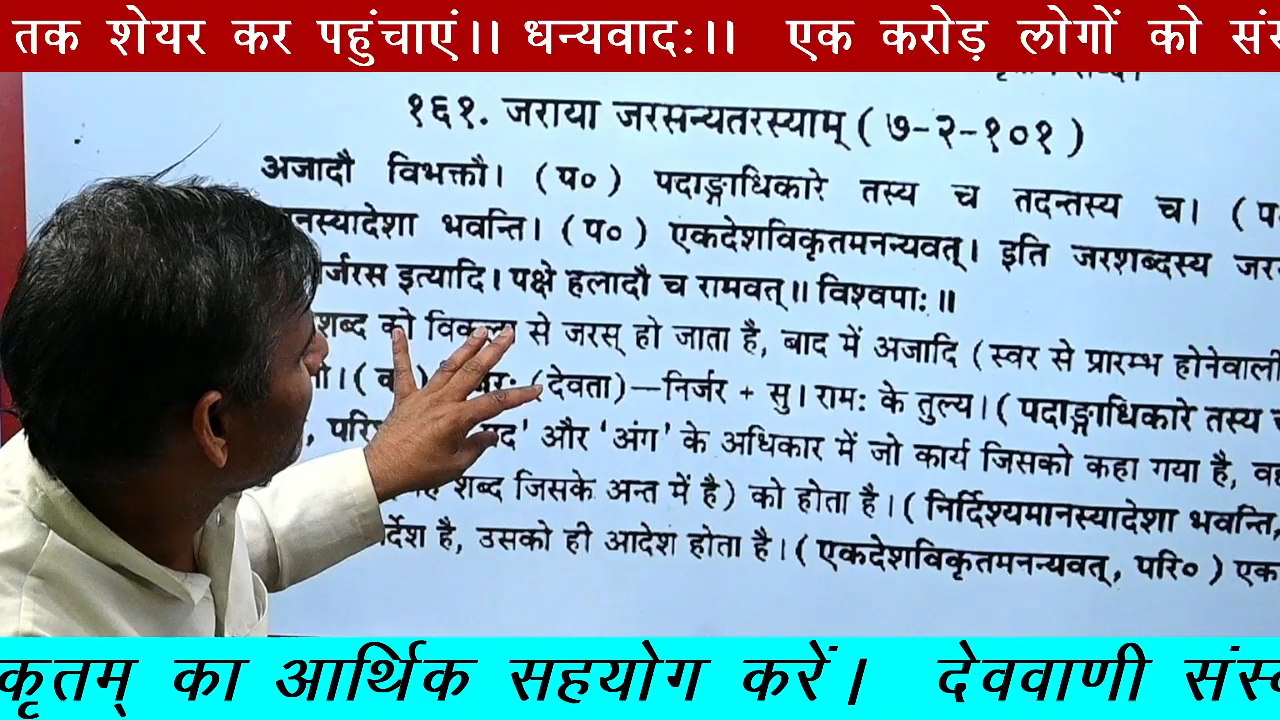 तक शेयर कर पहुंचाएं।। धन्यवादः।। एक करोड़ लोगों को
१६१. जराया जरसन्यतरस्याम् ( ७-२-१०१ )
अजादौ विभक्तौ। (प०) पदाङ्गाधिकारे तस्य च तदन्तस्य च। (प
नस्यादेशा भवन्ति। (प०) एकदेशविकृतमनन्यवत्। इति जरशब्दस्य जर
र्जरस इत्यादि। पक्षे हलादौ च रामवत्॥ विश्वपाः॥
शब्द को विकल्प से जरस् हो जाता है, बाद में अजादि (स्वर से प्रारम्भ होनेवाली
(देवता)—निर्जर + सु। रामः के तुल्य। ( पदाङ्गाधिकारे तस्य
'अंग' के अधिकार में जो कार्य जिसको कहा गया है,
शब्द जिसके अन्त में है) को होता है। ( निर्दिश्यमानस्यादेशा भवन्ति,
र्देश है, उसको ही आदेश होता है। ( एकदेशविकृतमनन्यवत्, परि० ) एक
कृतम् का आर्थिक सहयोग करें। देववाणी